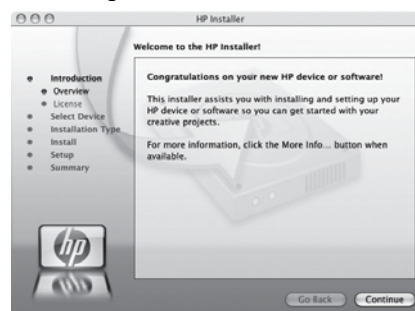 HP Installer
Welcome to the HP Installer!
Introduction
Overview
License
Select Device
Installation Type
Install
Setup
Summary
Congratulations on your new HP device or software!
This installer assists you with installing and setting up your
HP device or software so you can get started with your
creative projects.
For more information, click the More Info... button when
available.
hp
Go Back
Continue